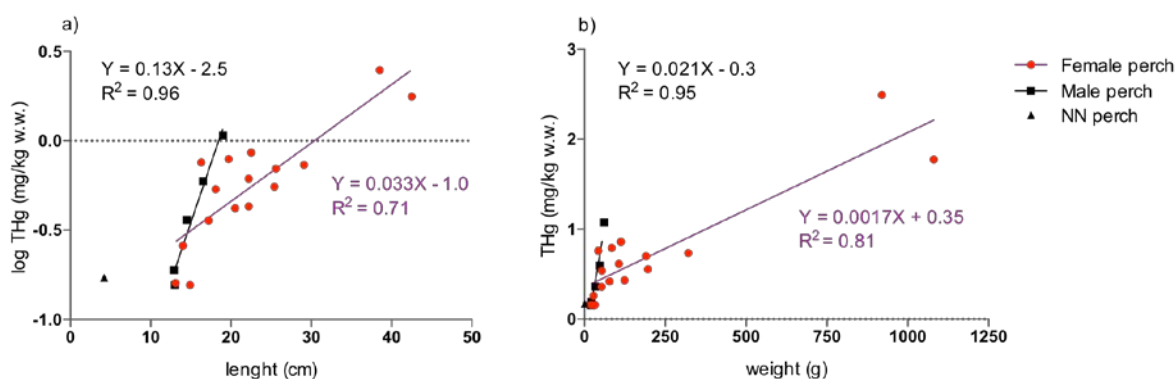 a)
0.5
0.0
-0.5
-1.0
log THg (mg/kg w.w.)
Y = 0.13X - 2.5
R² = 0.96
Y = 0.033X - 1.0
R² = 0.71
0
10
20
30
40
50
lenght (cm)
b)
3
2
1
0
THg (mg/kg w.w.)
Y = 0.021X - 0.3
R² = 0.95
Y = 0.0017X + 0.35
R² = 0.81
0
250
500
750
1000
1250
weight (g)
Female perch
Male perch
NN perch